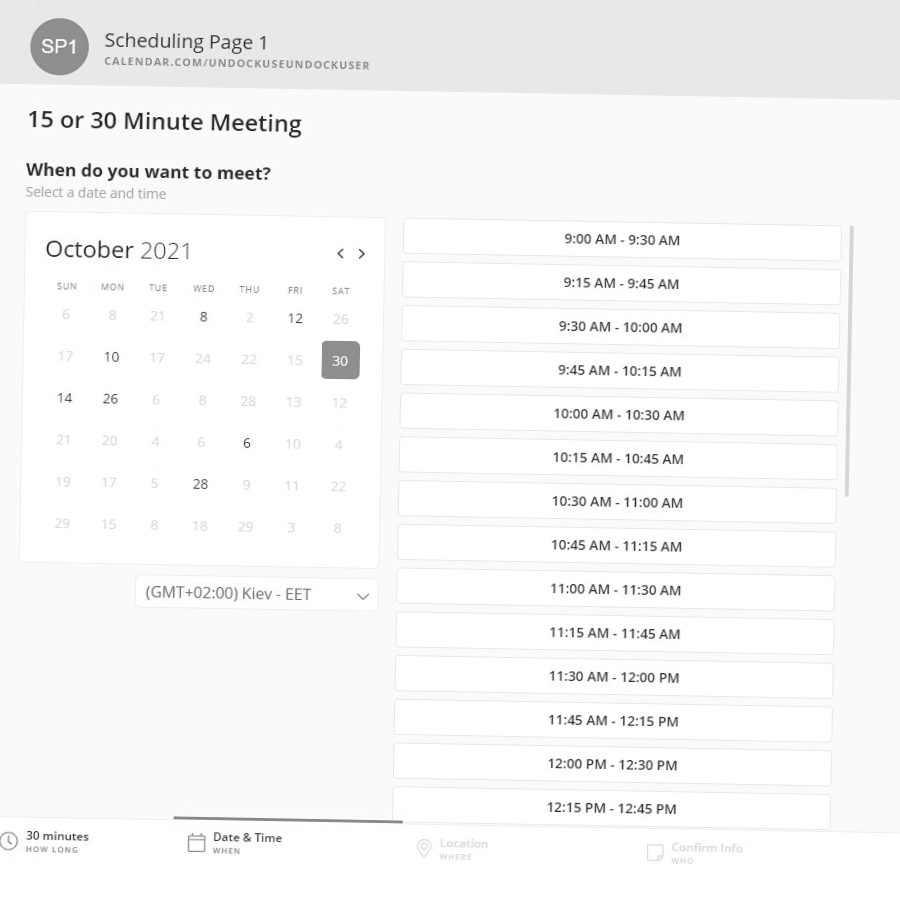 SP1
Scheduling Page 1
CALENDAR.COM/UNDOCKUSEUNDOCKUSER
15 or 30 Minute Meeting
When do you want to meet?
Select a date and time
October 2021
SUN MON TUE WED THU FRI SAT
6 8 21 8 2 12 26
17 10 17 24 22 15 30
14 26 6 8 28 13 12
21 20 4 6 6 10 4
19 17 5 28 9 11 22
29 15 8 18 29 3 8
(GMT+02:00) Kiev - EET
9:00 AM - 9:30 AM
9:15 AM - 9:45 AM
9:30 AM - 10:00 AM
9:45 AM - 10:15 AM
10:00 AM - 10:30 AM
10:15 AM - 10:45 AM
10:30 AM - 11:00 AM
10:45 AM - 11:15 AM
11:00 AM - 11:30 AM
11:15 AM - 11:45 AM
11:30 AM - 12:00 PM
11:45 AM - 12:15 PM
12:00 PM - 12:30 PM
12:15 PM - 12:45 PM
30 minutes
HOW LONG
Date & Time
WHEN
Location
WHERE
Confirm Info
WHO